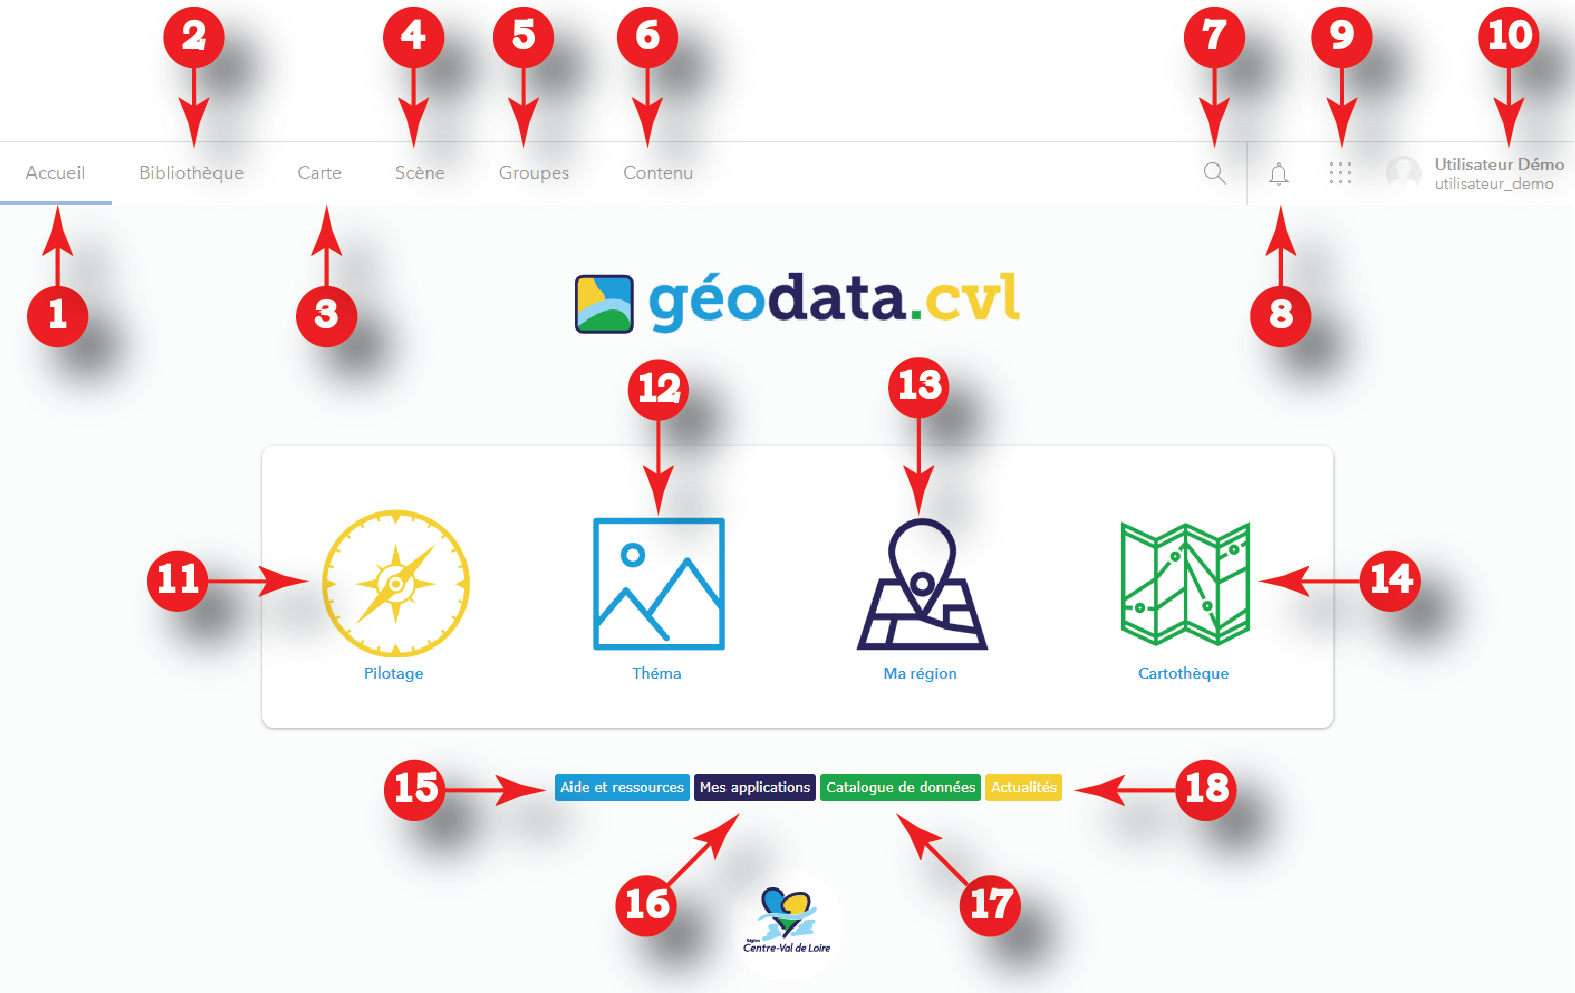 2 4 5 6 7 9 10
Accueil Bibliothèque Carte Scène Groupes Contenu Utilisateur Démo
utilisateur_demo
1 3 8
géodata.cvl
12 13
11 14
Pilotage Théma Ma région Cartothèque
15 Aide et ressources Mes applications Catalogue de données Actualités 18
16 17
Région
Centre-Val de Loire